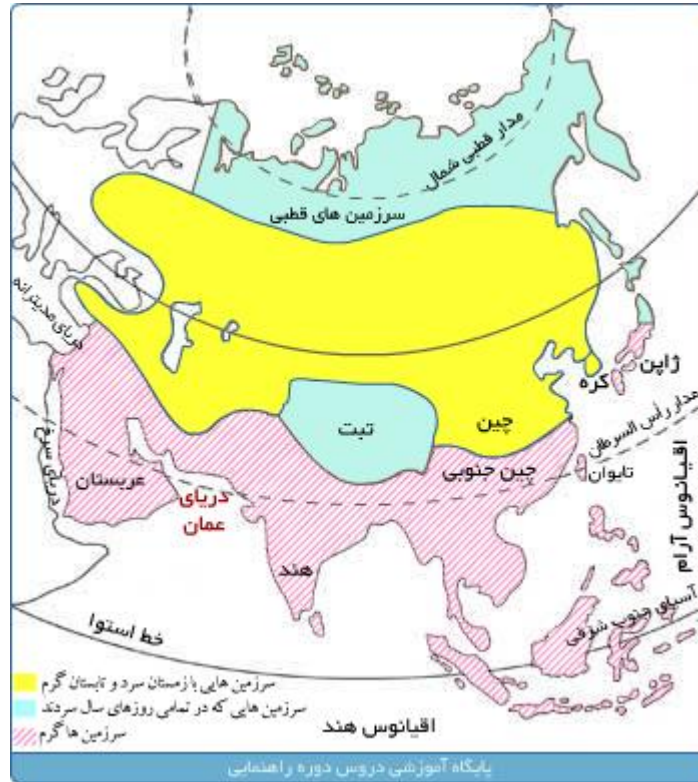 مدار قطبی شمال
سرزمین های قطبی
دریای مدیترانه
ژاپن
کره
مدار رأس السرطان
تبت
چین
چین جنوبی
تایوان
اقیانوس آرام
دریای سرخ
عربستان
دریای
عمان
هند
آسیای جنوب شرقی
خط استوا
سرزمین هایی با زمستان سرد و تابستان گرم
سرزمین هایی که در تمامی روزهای سال سردند
سرزمین ها گرم
اقیانوس هند
پایگاه آموزشی دروس دوره راهنمایی